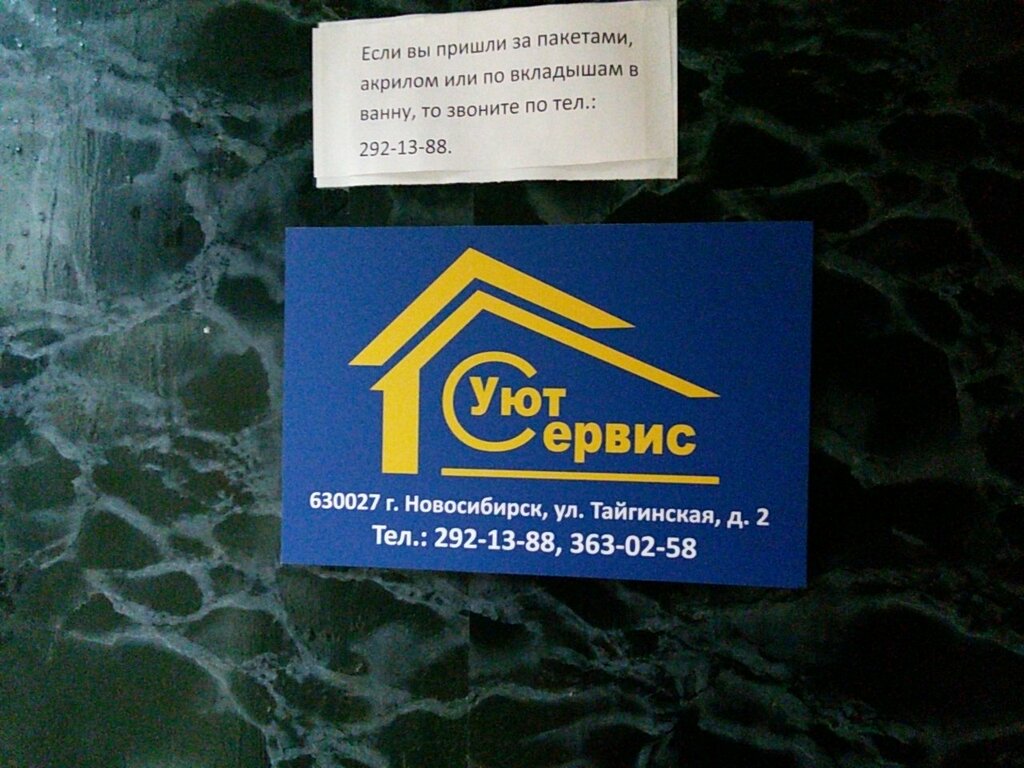 Если вы пришли за пакетами,
акрилом или по вкладышам в
ванну, то звоните по тел.:
292-13-88.
Уют
Сервис
630027 г. Новосибирск, ул. Тайгинская, д. 2
Тел.: 292-13-88, 363-02-58